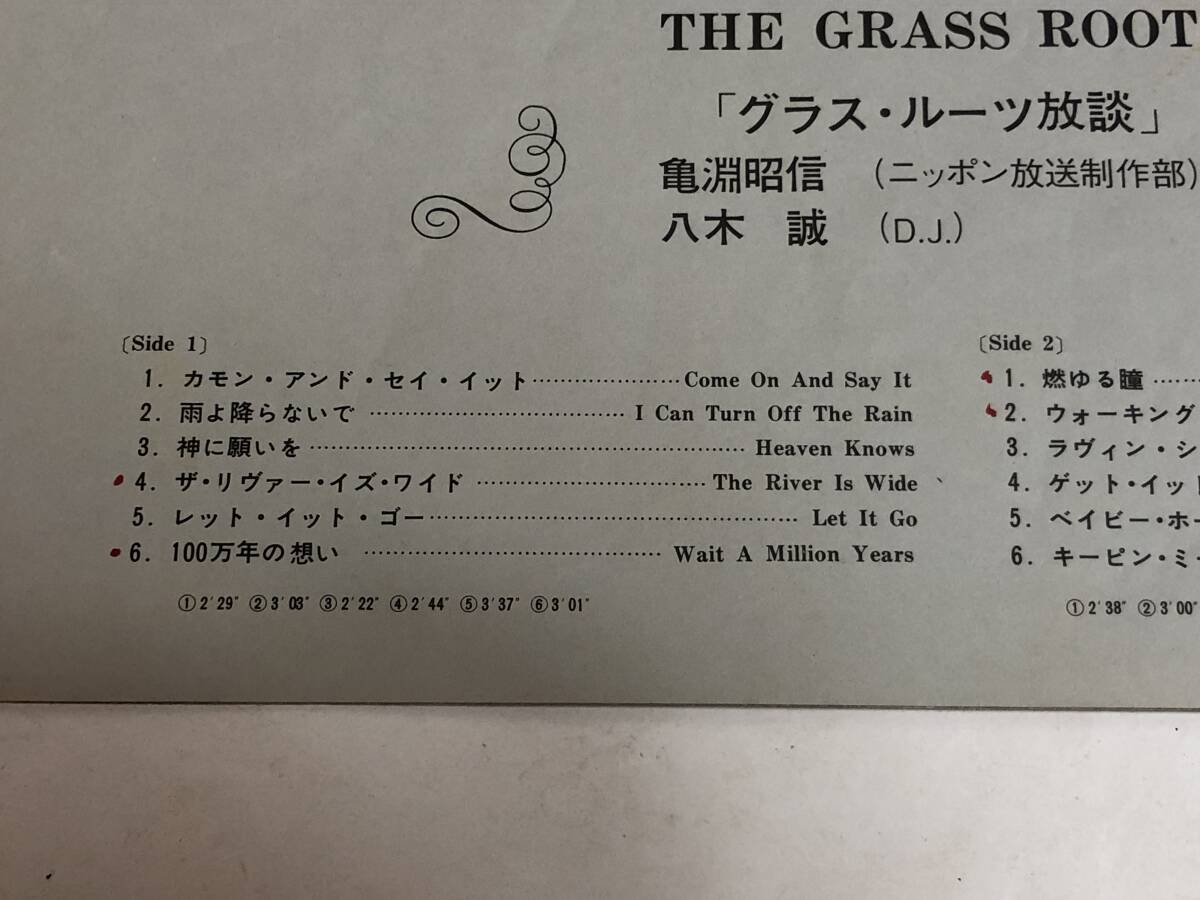 THE GRASS ROOT
「グラス・ルーツ放談」
亀淵昭信 (ニッポン放送制作部)
八木 誠 (D.J.)
〔Side 1〕
1. カモン・アンド・セイ・イット…………………Come On And Say It
2. 雨よ降らないで………………………………I Can Turn Off The Rain
3. 神に願いを……………………………………………………Heaven Knows
4. ザ・リヴァー・イズ・ワイド……………………………The River Is Wide
5. レット・イット・ゴー……………………………………………Let It Go
6. 100万年の想い……………………………………Wait A Million Years
①2′29″ ②3′03″ ③2′22″ ④2′44″ ⑤3′37″ ⑥3′01″
〔Side 2〕
1. 燃ゆる瞳………
2. ウォーキング
3. ラヴィン・シ
4. ゲット・イット
5. ベイビー・ホー
6. キーピン・ミー
①2′38″ ②3′00″